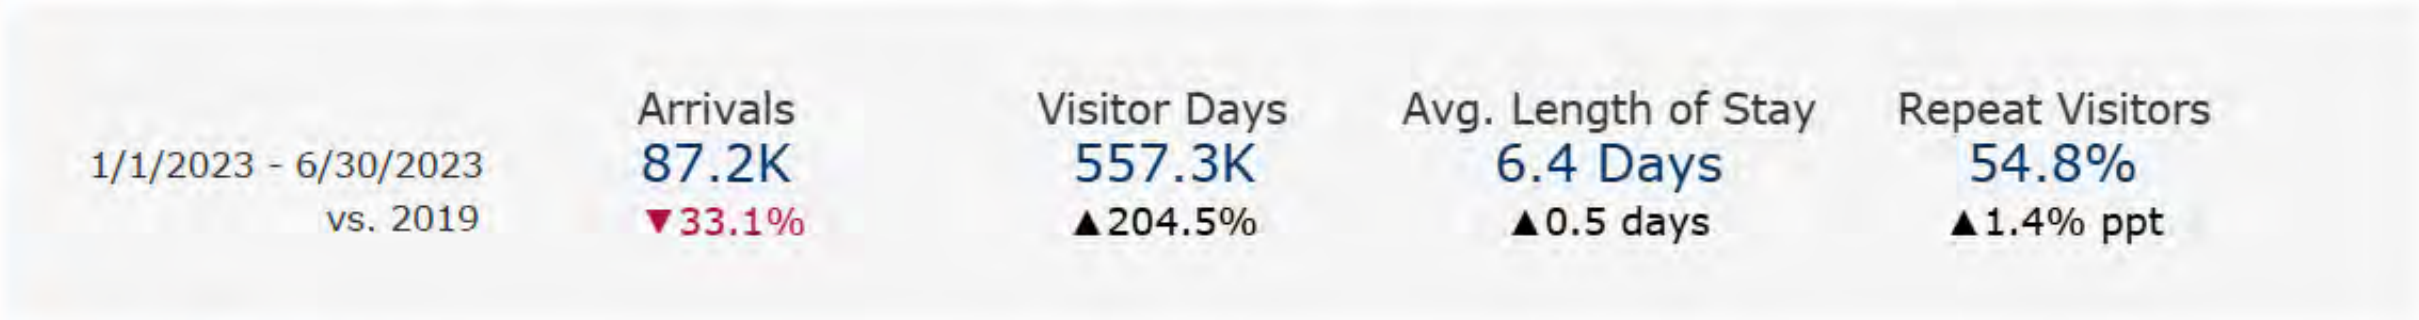 Arrivals Visitor Days Avg. Length of Stay Repeat Visitors
1/1/2023 - 6/30/2023 87.2K 557.3K 6.4 Days 54.8%
vs. 2019 ▼33.1% ▲204.5% ▲0.5 days ▲1.4% ppt